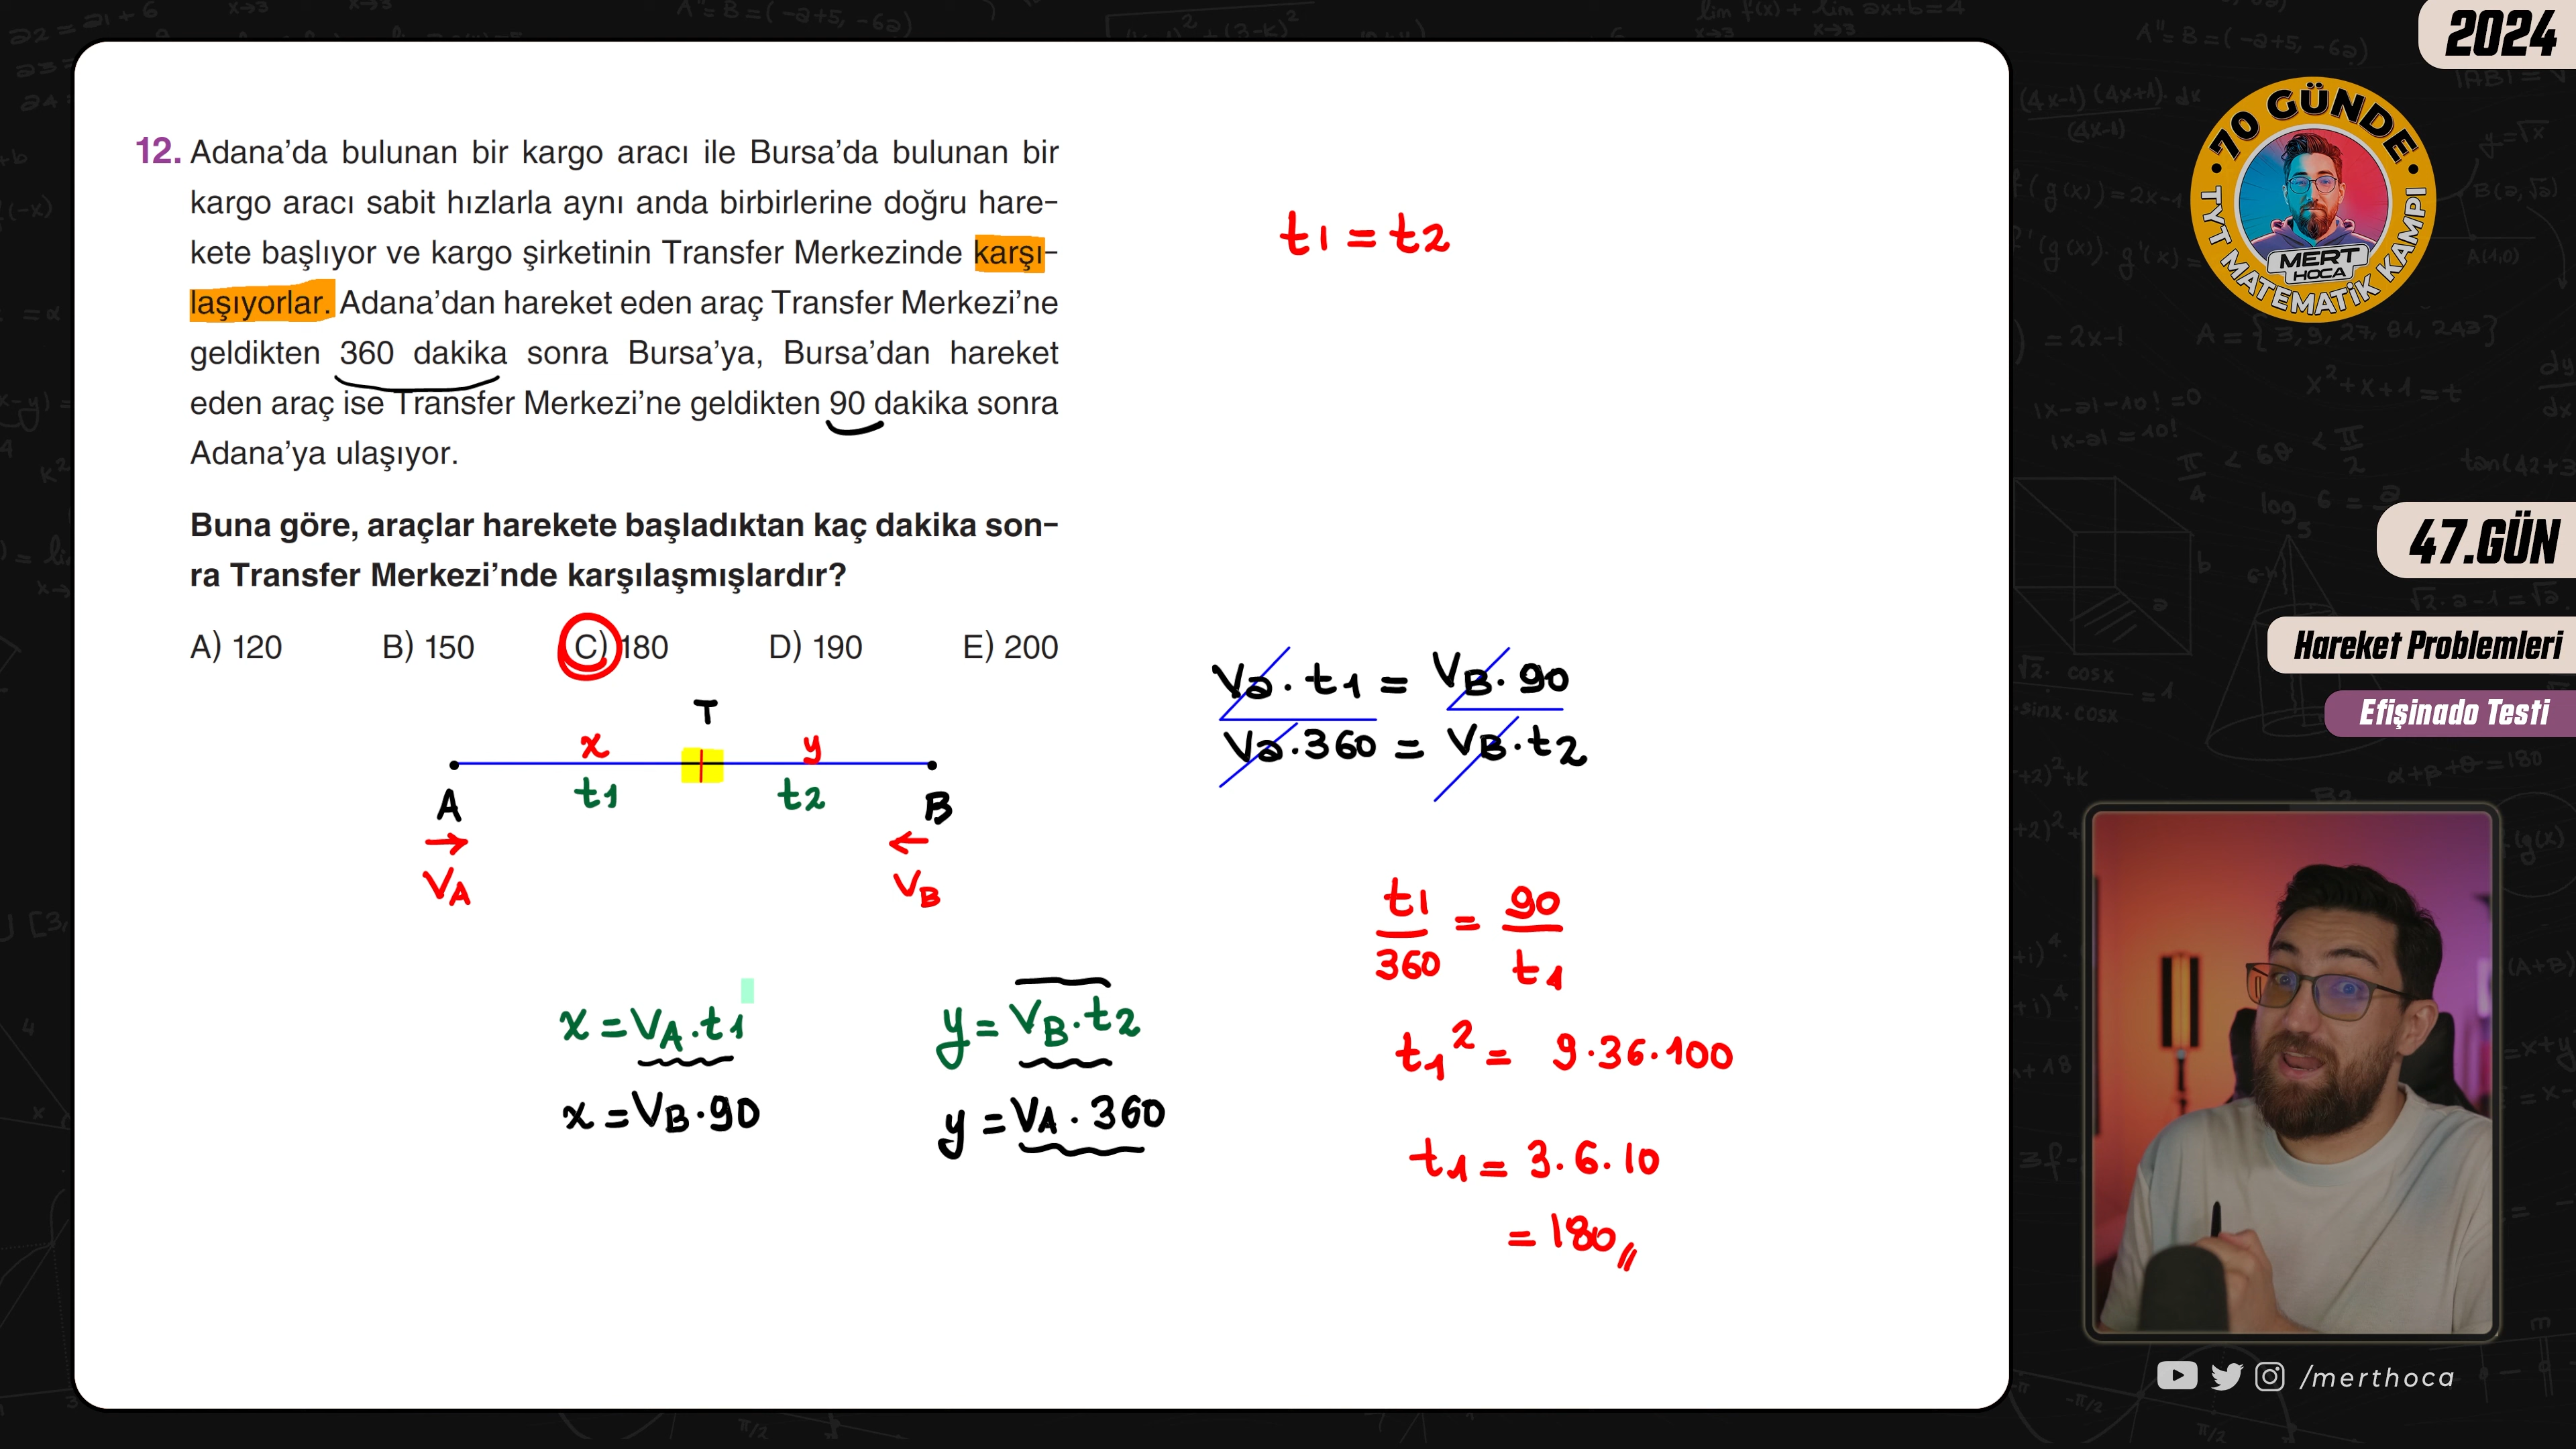 2024
70 GÜNDE
TYT MATEMATİK KAMPI
MERT
HOCA
12. Adana’da bulunan bir kargo aracı ile Bursa’da bulunan bir
kargo aracı sabit hızlarla aynı anda birbirlerine doğru hare-
kete başlıyor ve kargo şirketinin Transfer Merkezinde karşı-
laşıyorlar. Adana’dan hareket eden araç Transfer Merkezi’ne
geldikten 360 dakika sonra Bursa’ya, Bursa’dan hareket
eden araç ise Transfer Merkezi’ne geldikten 90 dakika sonra
Adana’ya ulaşıyor.
Buna göre, araçlar harekete başladıktan kaç dakika son-
ra Transfer Merkezi’nde karşılaşmışlardır?
A) 120 B) 150 C) 180 D) 190 E) 200
T
x y
t1 t2
A B
VA VB
x = VA.t1
x = VB.90
y = VB.t2
y = VA.360
t1 = t2
Va.t1 = VB.90
Va.360 = VB.t2
t1 = 90
360 t1
t1² = 9.36.100
t1 = 3.6.10
= 180
47.GÜN
Hareket Problemleri
Efişinado Testi
/merthoca